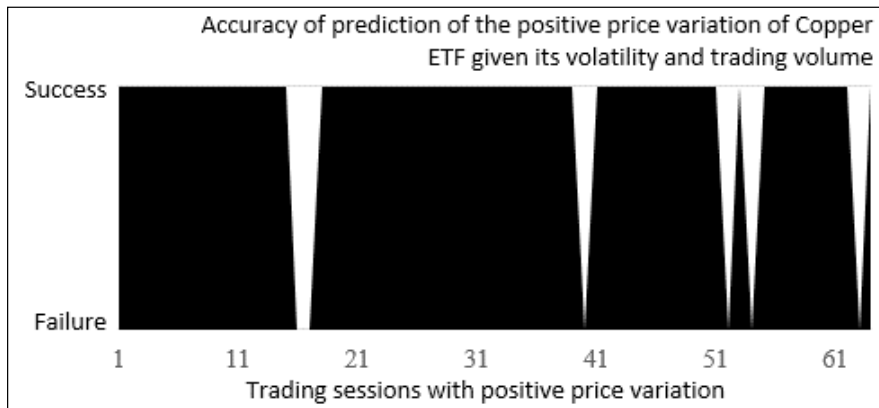 Accuracy of prediction of the positive price variation of Copper
ETF given its volatility and trading volume
Success
Failure
1 11 21 31 41 51 61
Trading sessions with positive price variation